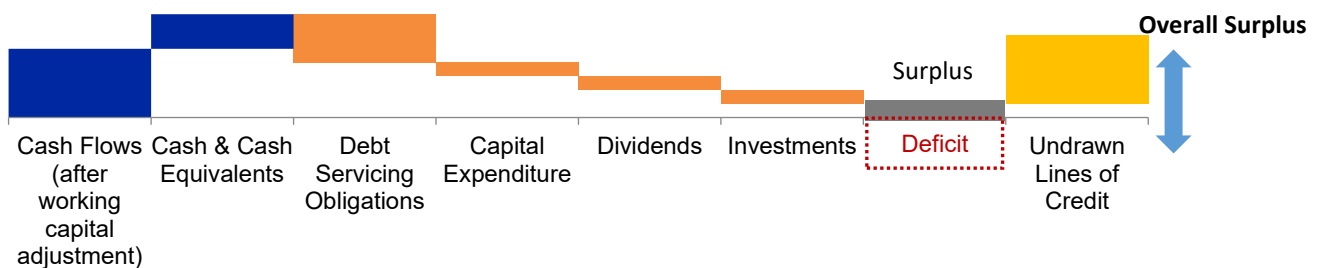 Overall Surplus
Surplus
Cash Flows
(after
working
capital
adjustment)
Cash & Cash
Equivalents
Debt
Servicing
Obligations
Capital
Expenditure
Dividends
Investments
Deficit
Undrawn
Lines of
Credit